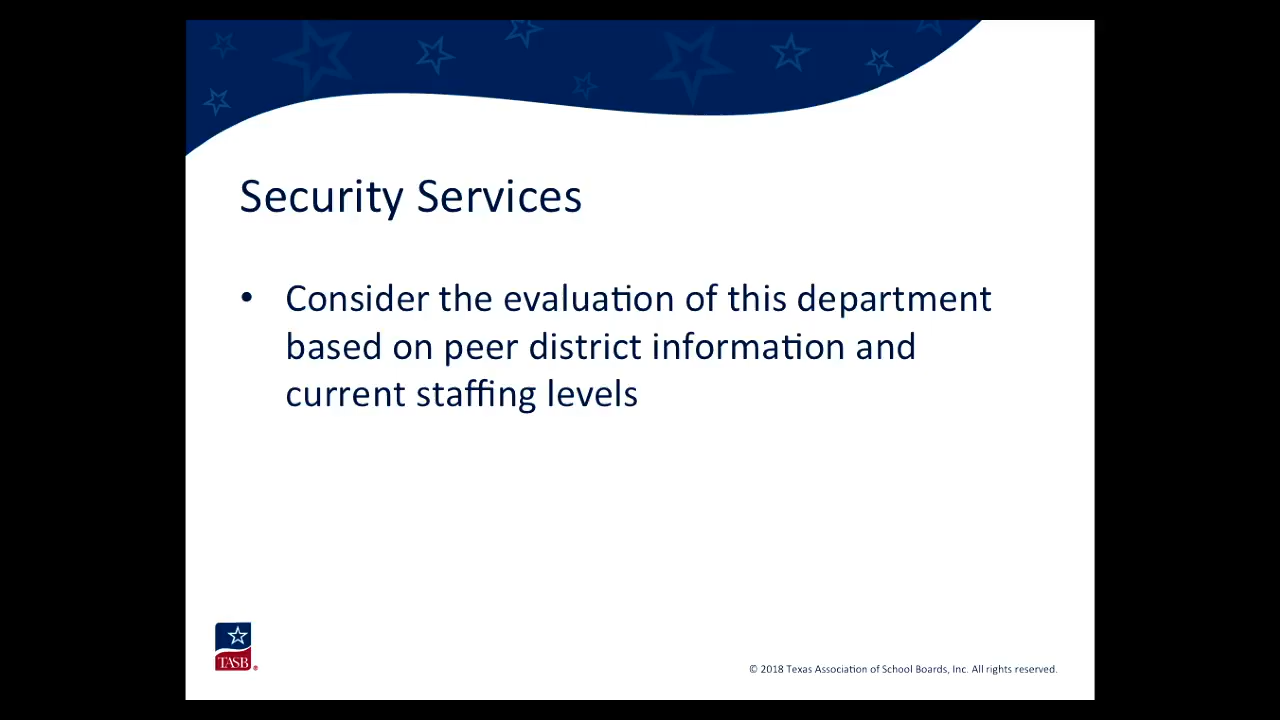 Security Services
• Consider the evaluation of this department
based on peer district information and
current staffing levels
TASB®
© 2018 Texas Association of School Boards, Inc. All rights reserved.